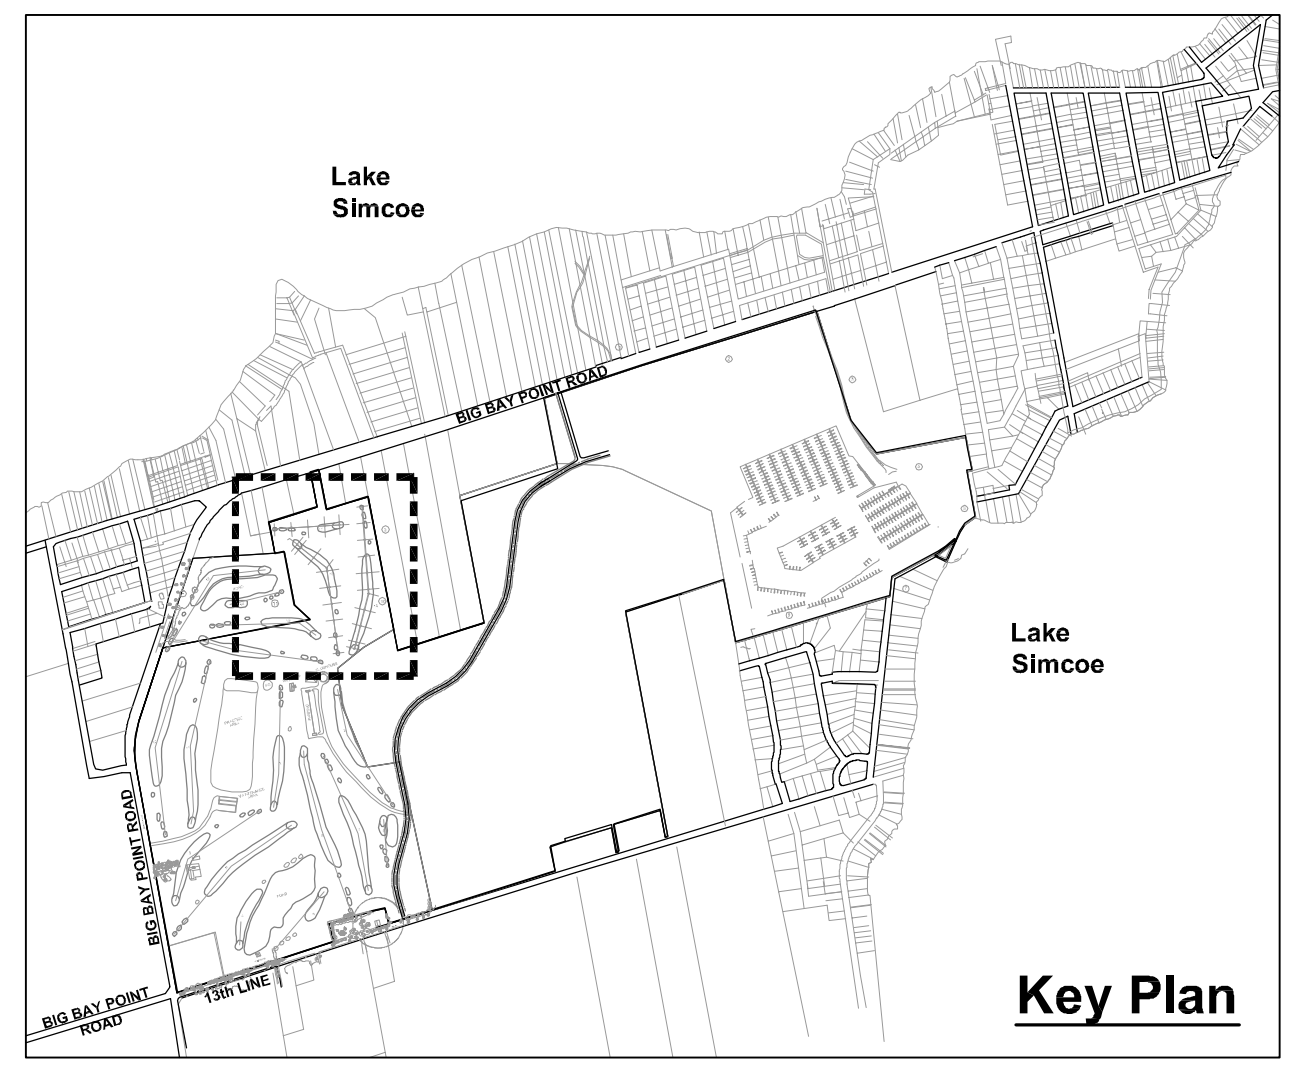 Lake
Simcoe
BIG BAY POINT ROAD
Lake
Simcoe
BIG BAY POINT ROAD
13th LINE
BIG BAY POINT
ROAD
Key Plan